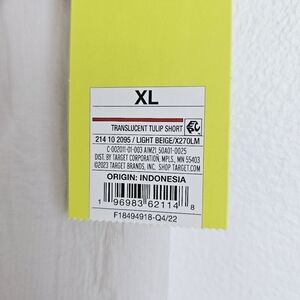 XL
TRANSLUCENT TULIP SHORT
214 10 2095 / LIGHT BEIGE/X270LM
C-002011-01-003 AIM21 50A01-0025
DIST. BY TARGET CORPORATION, MPLS, MN 55403
©2023 TARGET BRANDS, INC. SHOP TARGET.COM
ORIGIN: INDONESIA
1 96983 62114 8
F18494918-Q4/22